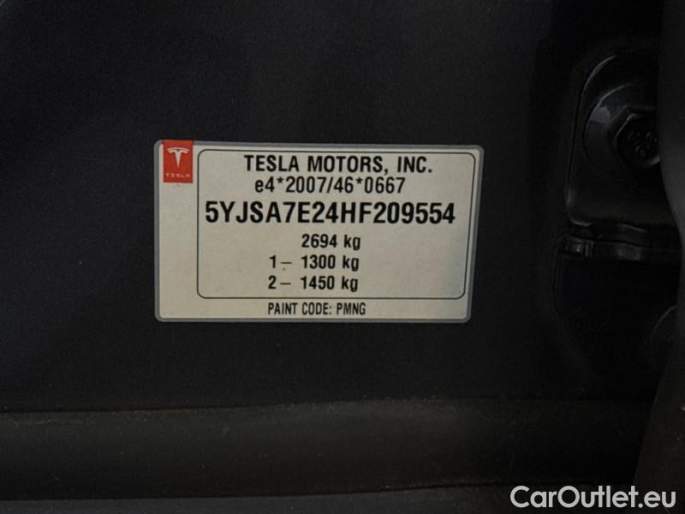 TESLA MOTORS, INC.
e4*2007/46*0667
5YJSA7E24HF209554
2694 kg
1 – 1300 kg
2 – 1450 kg
PAINT CODE: PMNG
TESLA
CarOutlet.eu